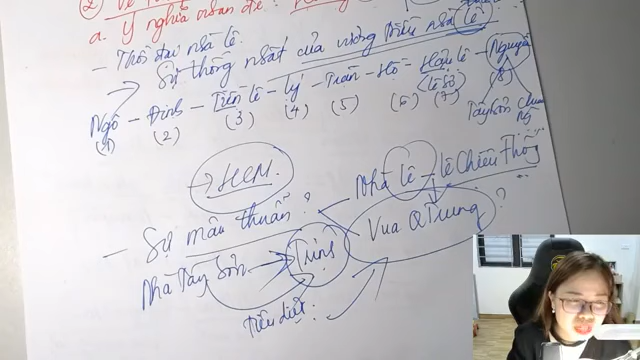 a. Ý nghĩa nhan đề:
- Thời đại nhà lê.
Sự thống nhất của vương triều nhà lê
Ngô - Đinh - Tiền lê - Lý - Trần - Hồ - Hậu lê - Nguyễn
(1) (2) (3) (4) (5) (6) (7) (8)
(lê Sơ)
Tây Sơn
→ HCM.
- Sự mâu thuẫn?
Nhà lê - lê Chiêu Thống
Vua Q Trung ?
Nhà Tây Sơn
Trịnh
Tiêu diệt: